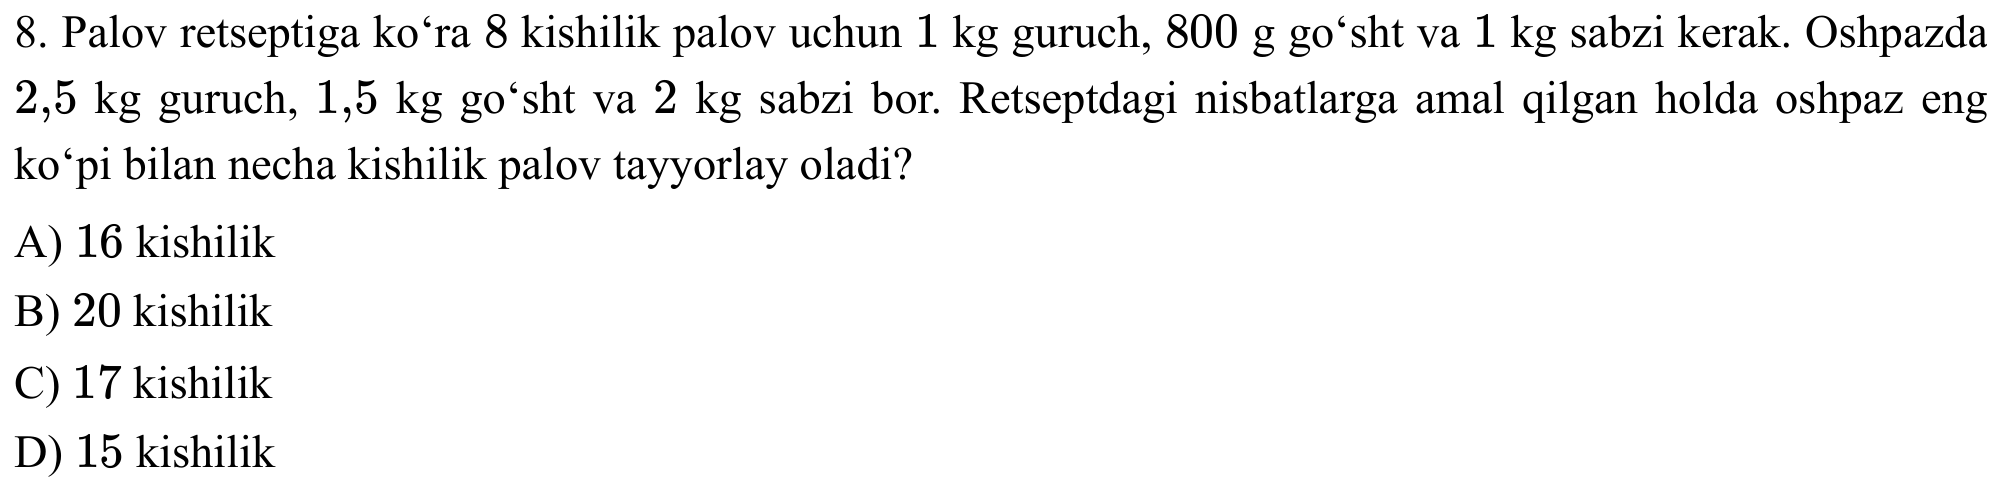 8. Palov retseptiga ko‘ra 8 kishilik palov uchun 1 kg guruch, 800 g go‘sht va 1 kg sabzi kerak. Oshpazda
2,5 kg guruch, 1,5 kg go‘sht va 2 kg sabzi bor. Retseptdagi nisbatlarga amal qilgan holda oshpaz eng
ko‘pi bilan necha kishilik palov tayyorlay oladi?
A) 16 kishilik
B) 20 kishilik
C) 17 kishilik
D) 15 kishilik